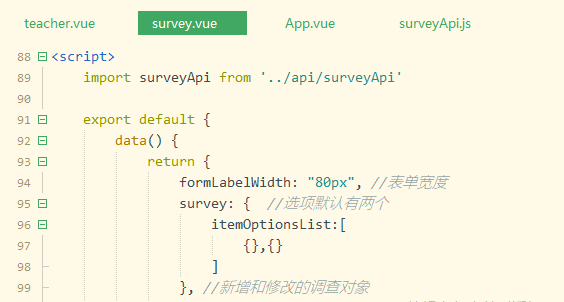 teacher.vue survey.vue App.vue surveyApi.js
88 <script>
89 import surveyApi from '../api/surveyApi'
90
91 export default {
92 data() {
93 return {
94 formLabelWidth: "80px", //表单宽度
95 survey: { //选项默认有两个
96 itemOptionsList:[
97 {},{}
98 ]
99 }, //新增和修改的调查对象